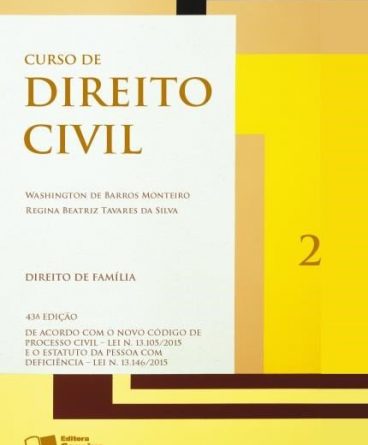 CURSO DE
DIREITO
CIVIL
WASHINGTON DE BARROS MONTEIRO
REGINA BEATRIZ TAVARES DA SILVA
2
DIREITO DE FAMÍLIA
43ª EDIÇÃO
DE ACORDO COM O NOVO CÓDIGO DE
PROCESSO CIVIL – LEI N. 13.105/2015
E O ESTATUTO DA PESSOA COM
DEFICIÊNCIA – LEI N. 13.146/2015
Editora